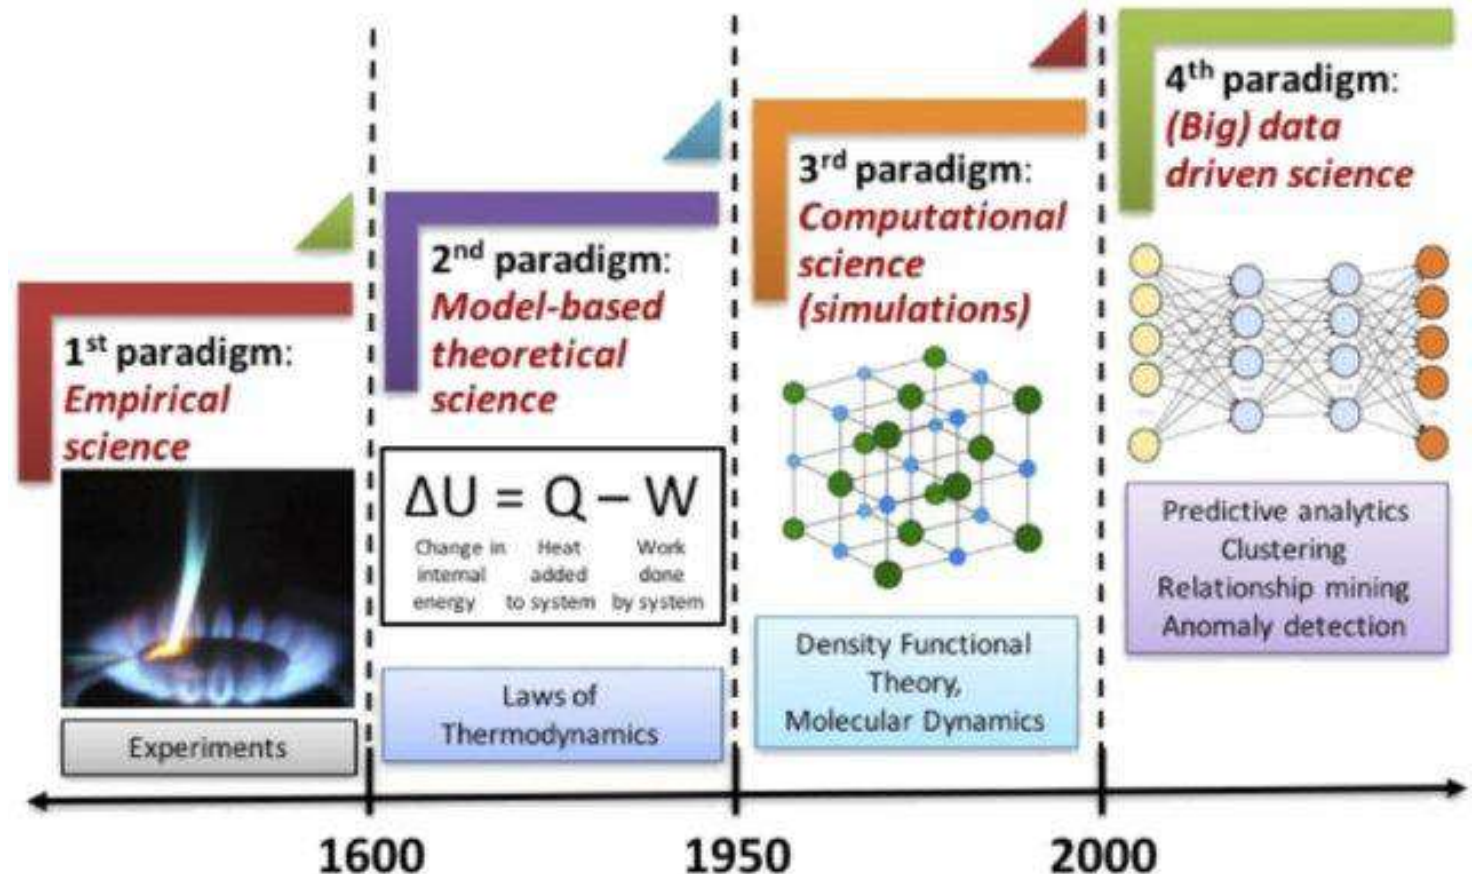 1st paradigm:
Empirical
science
Experiments
2nd paradigm:
Model-based
theoretical
science
ΔU = Q – W
Change in internal energy
Heat added to system
Work done by system
Laws of
Thermodynamics
3rd paradigm:
Computational
science
(simulations)
Density Functional
Theory,
Molecular Dynamics
4th paradigm:
(Big) data
driven science
Predictive analytics
Clustering
Relationship mining
Anomaly detection
1600
1950
2000